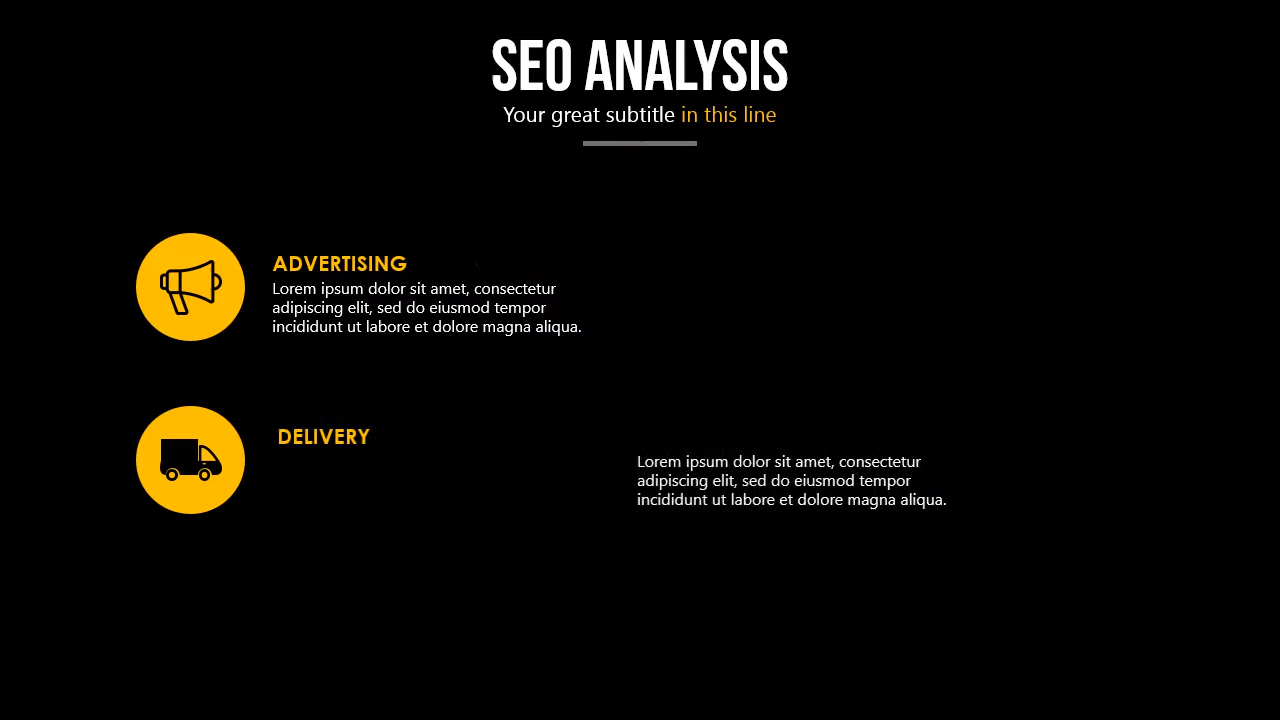 SEO ANALYSIS
Your great subtitle in this line
ADVERTISING
Lorem ipsum dolor sit amet, consectetur
adipiscing elit, sed do eiusmod tempor
incididunt ut labore et dolore magna aliqua.
DELIVERY
Lorem ipsum dolor sit amet, consectetur
adipiscing elit, sed do eiusmod tempor
incididunt ut labore et dolore magna aliqua.